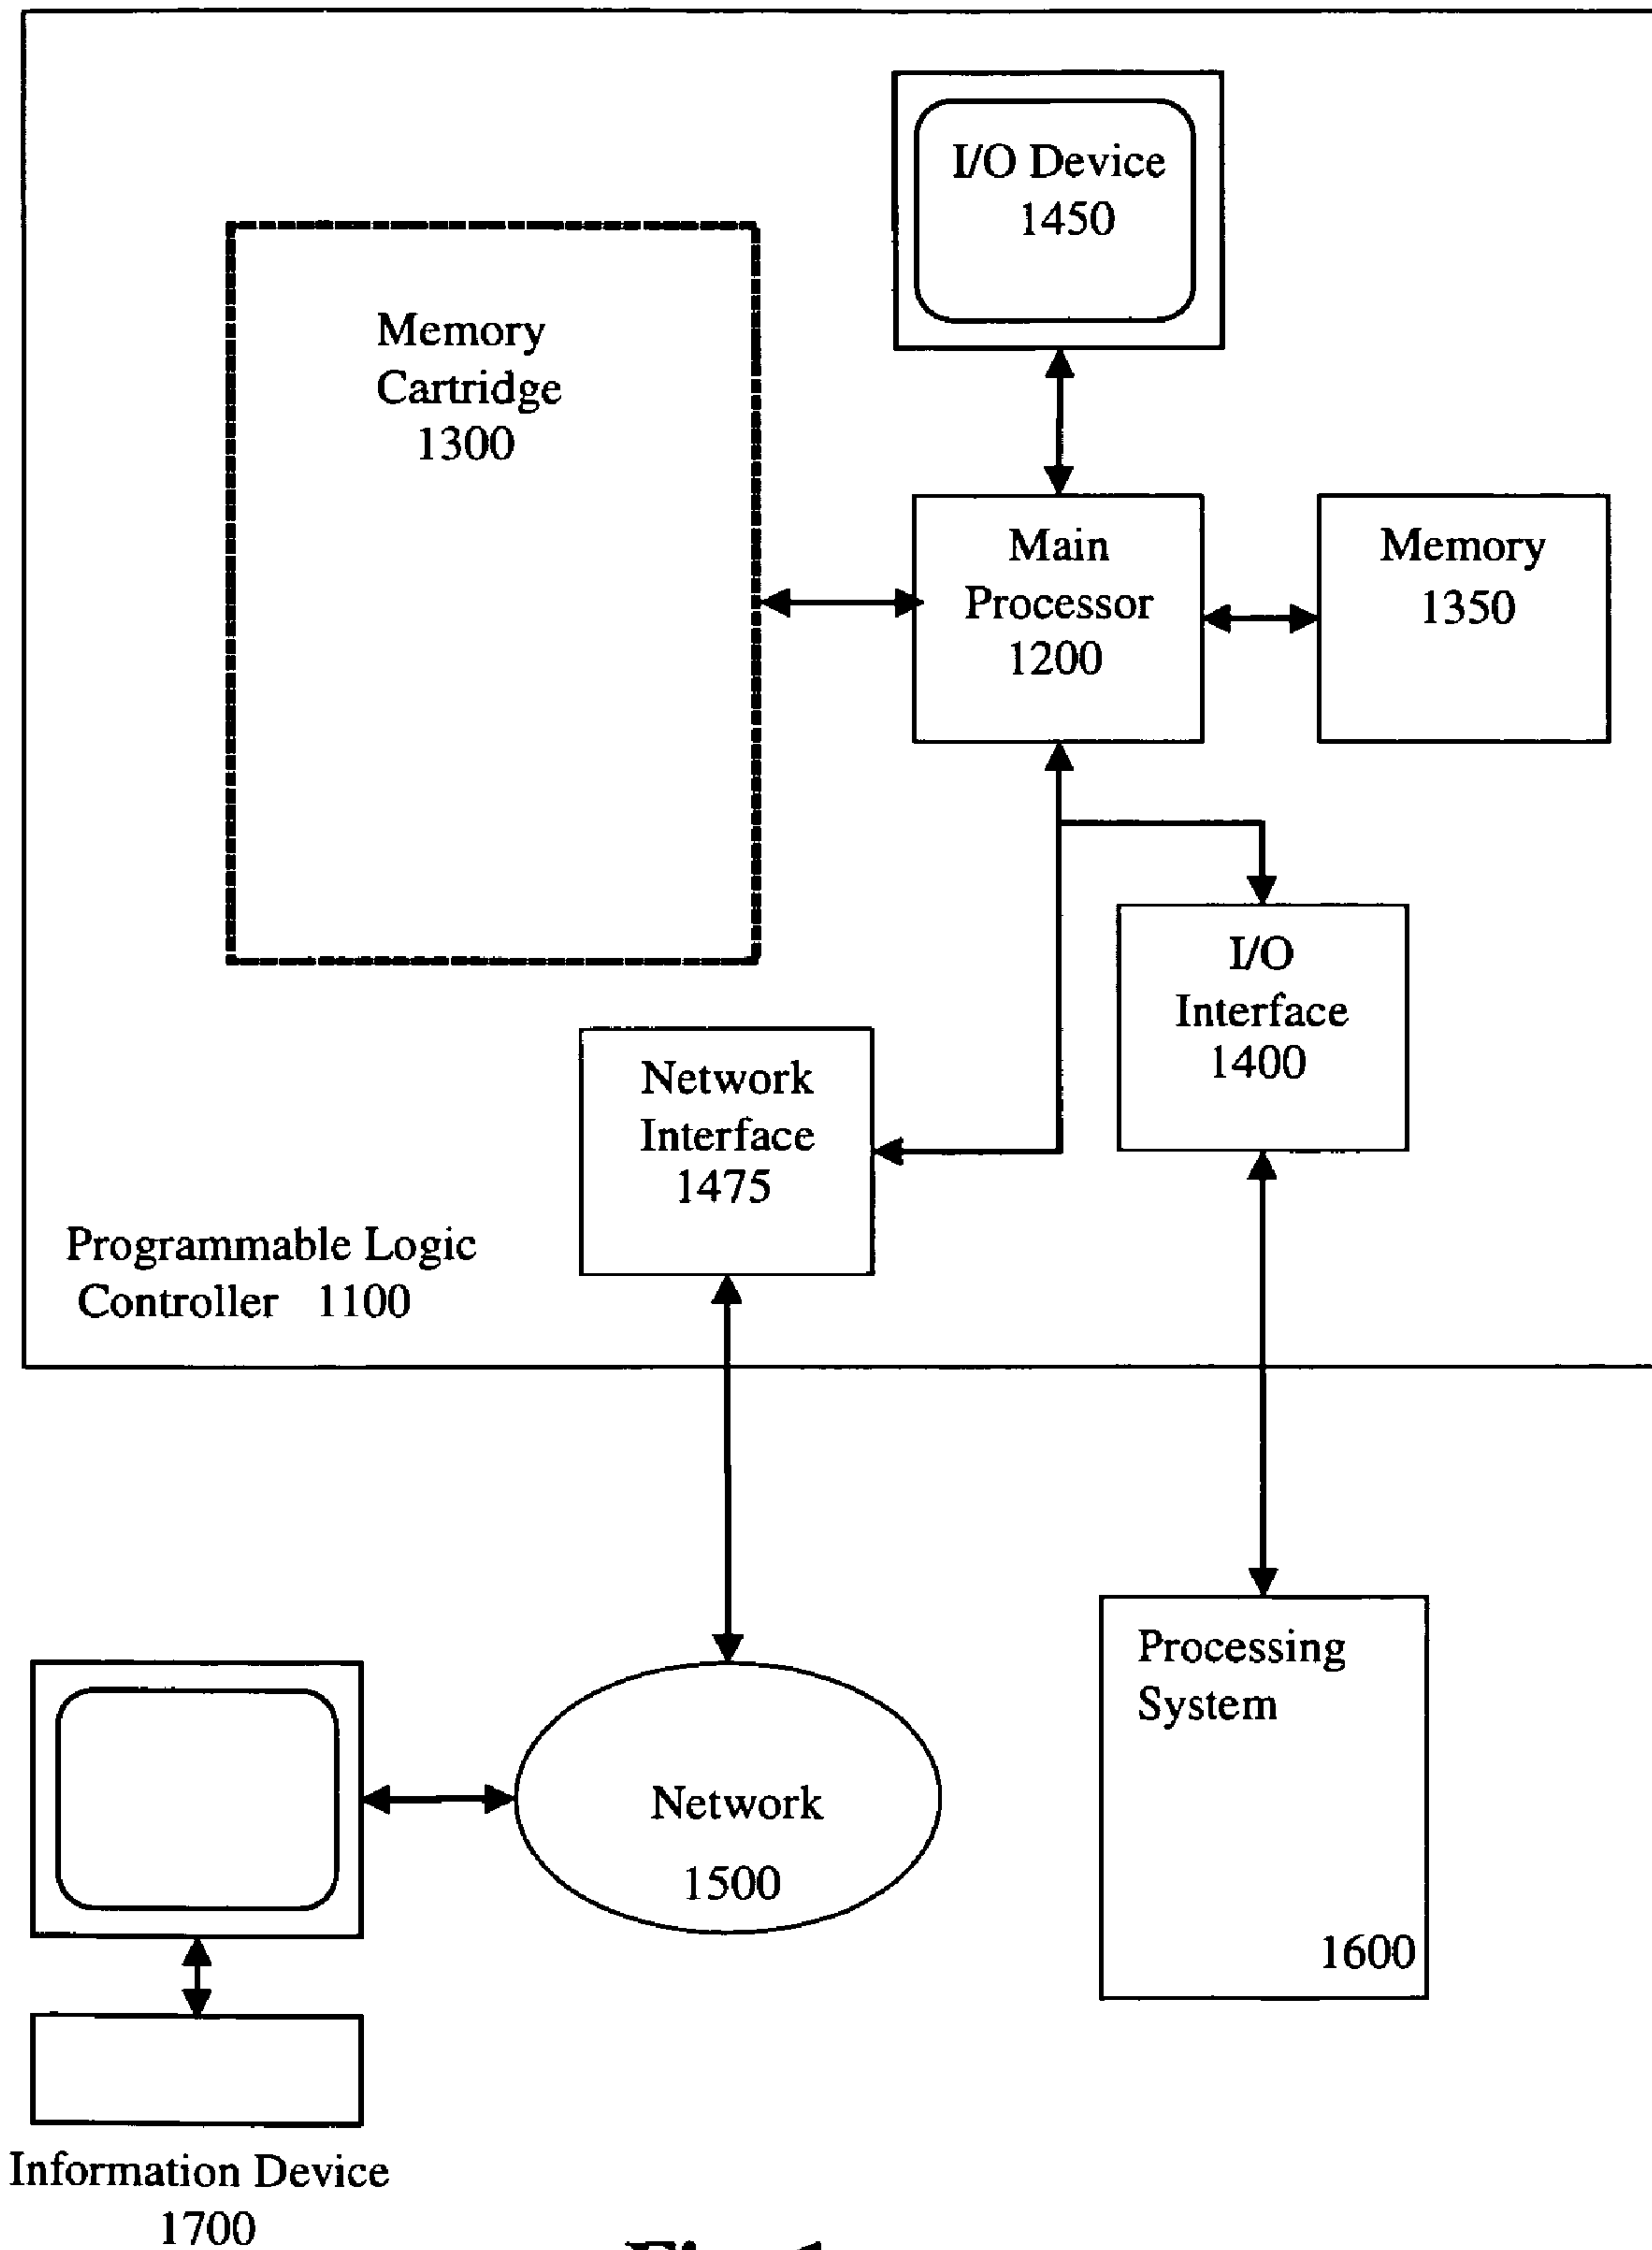 I/O Device
1450
Memory
Cartridge
1300
Main
Processor
1200
Memory
1350
I/O
Interface
1400
Network
Interface
1475
Programmable Logic
Controller 1100
Processing
System
1600
Network
1500
Information Device
1700